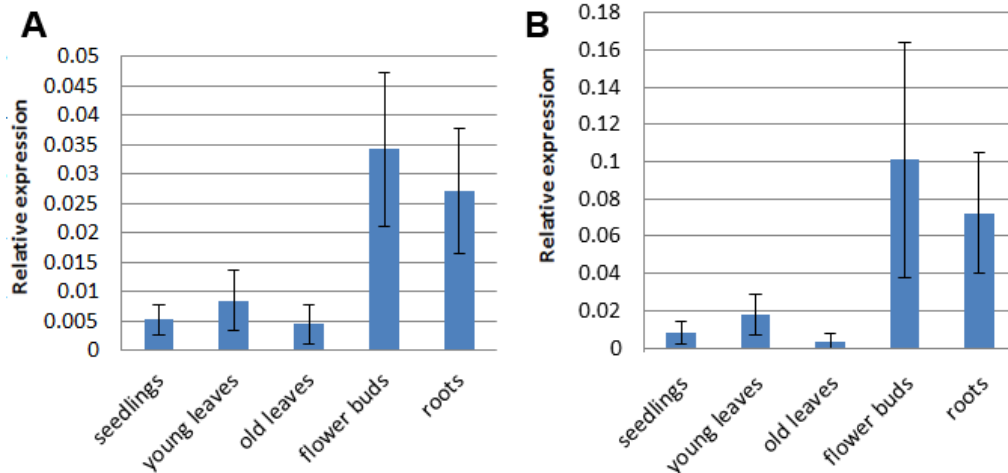 A
Relative expression
0.05
0.045
0.04
0.035
0.03
0.025
0.02
0.015
0.01
0.005
0
seedlings
young leaves
old leaves
flower buds
roots
B
Relative expression
0.18
0.16
0.14
0.12
0.1
0.08
0.06
0.04
0.02
0
seedlings
young leaves
old leaves
flower buds
roots